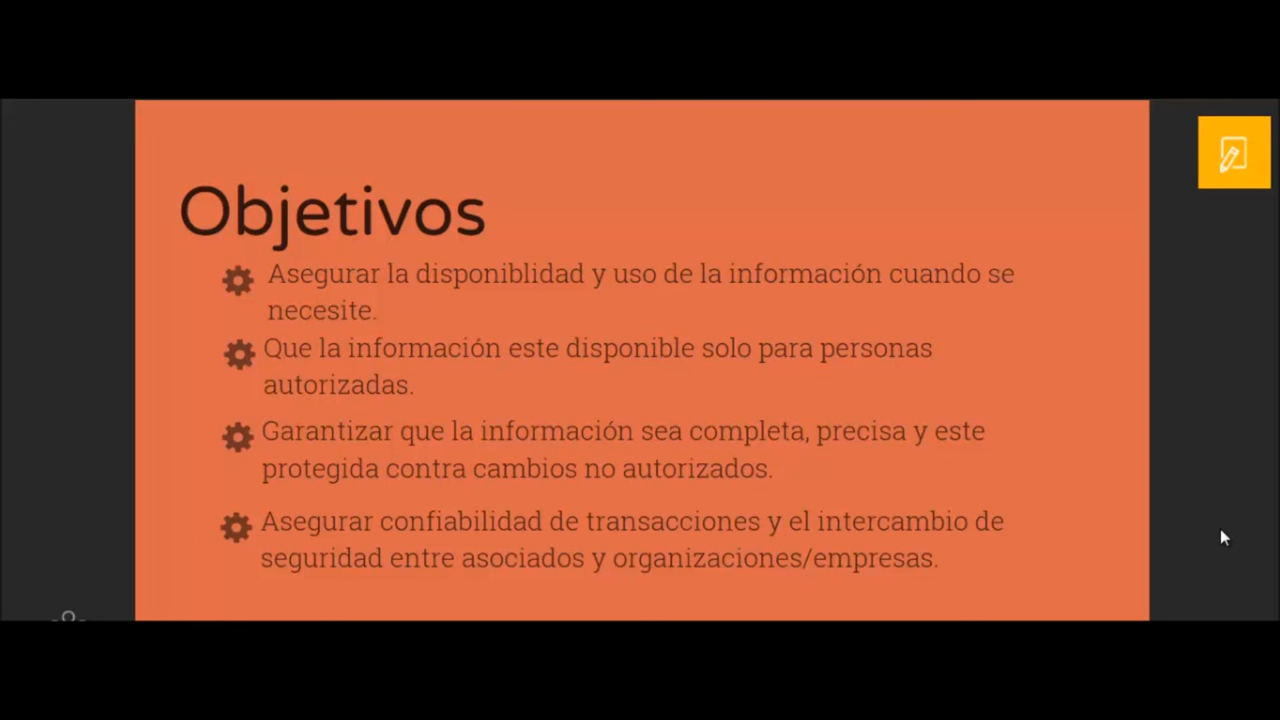 Objetivos
Asegurar la disponiblidad y uso de la información cuando se
necesite.
Que la información este disponible solo para personas
autorizadas.
Garantizar que la información sea completa, precisa y este
protegida contra cambios no autorizados.
Asegurar confiabilidad de transacciones y el intercambio de
seguridad entre asociados y organizaciones/empresas.